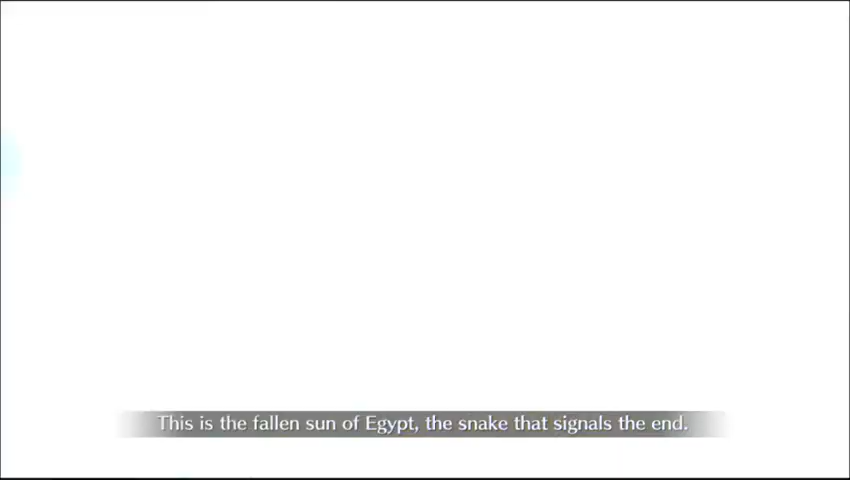 This is the fallen sun of Egypt, the snake that signals the end.